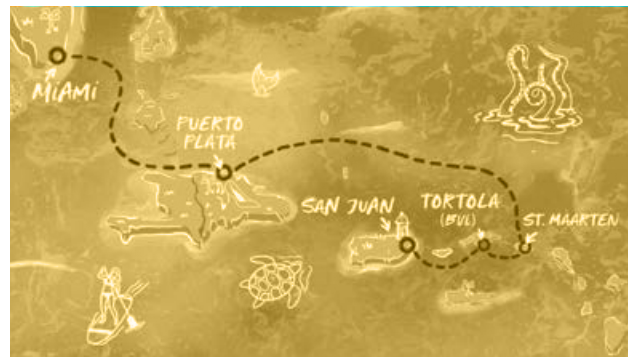 MIAMI
PUERTO
PLATA
SAN JUAN
TORTOLA
(BVI)
ST. MAARTEN